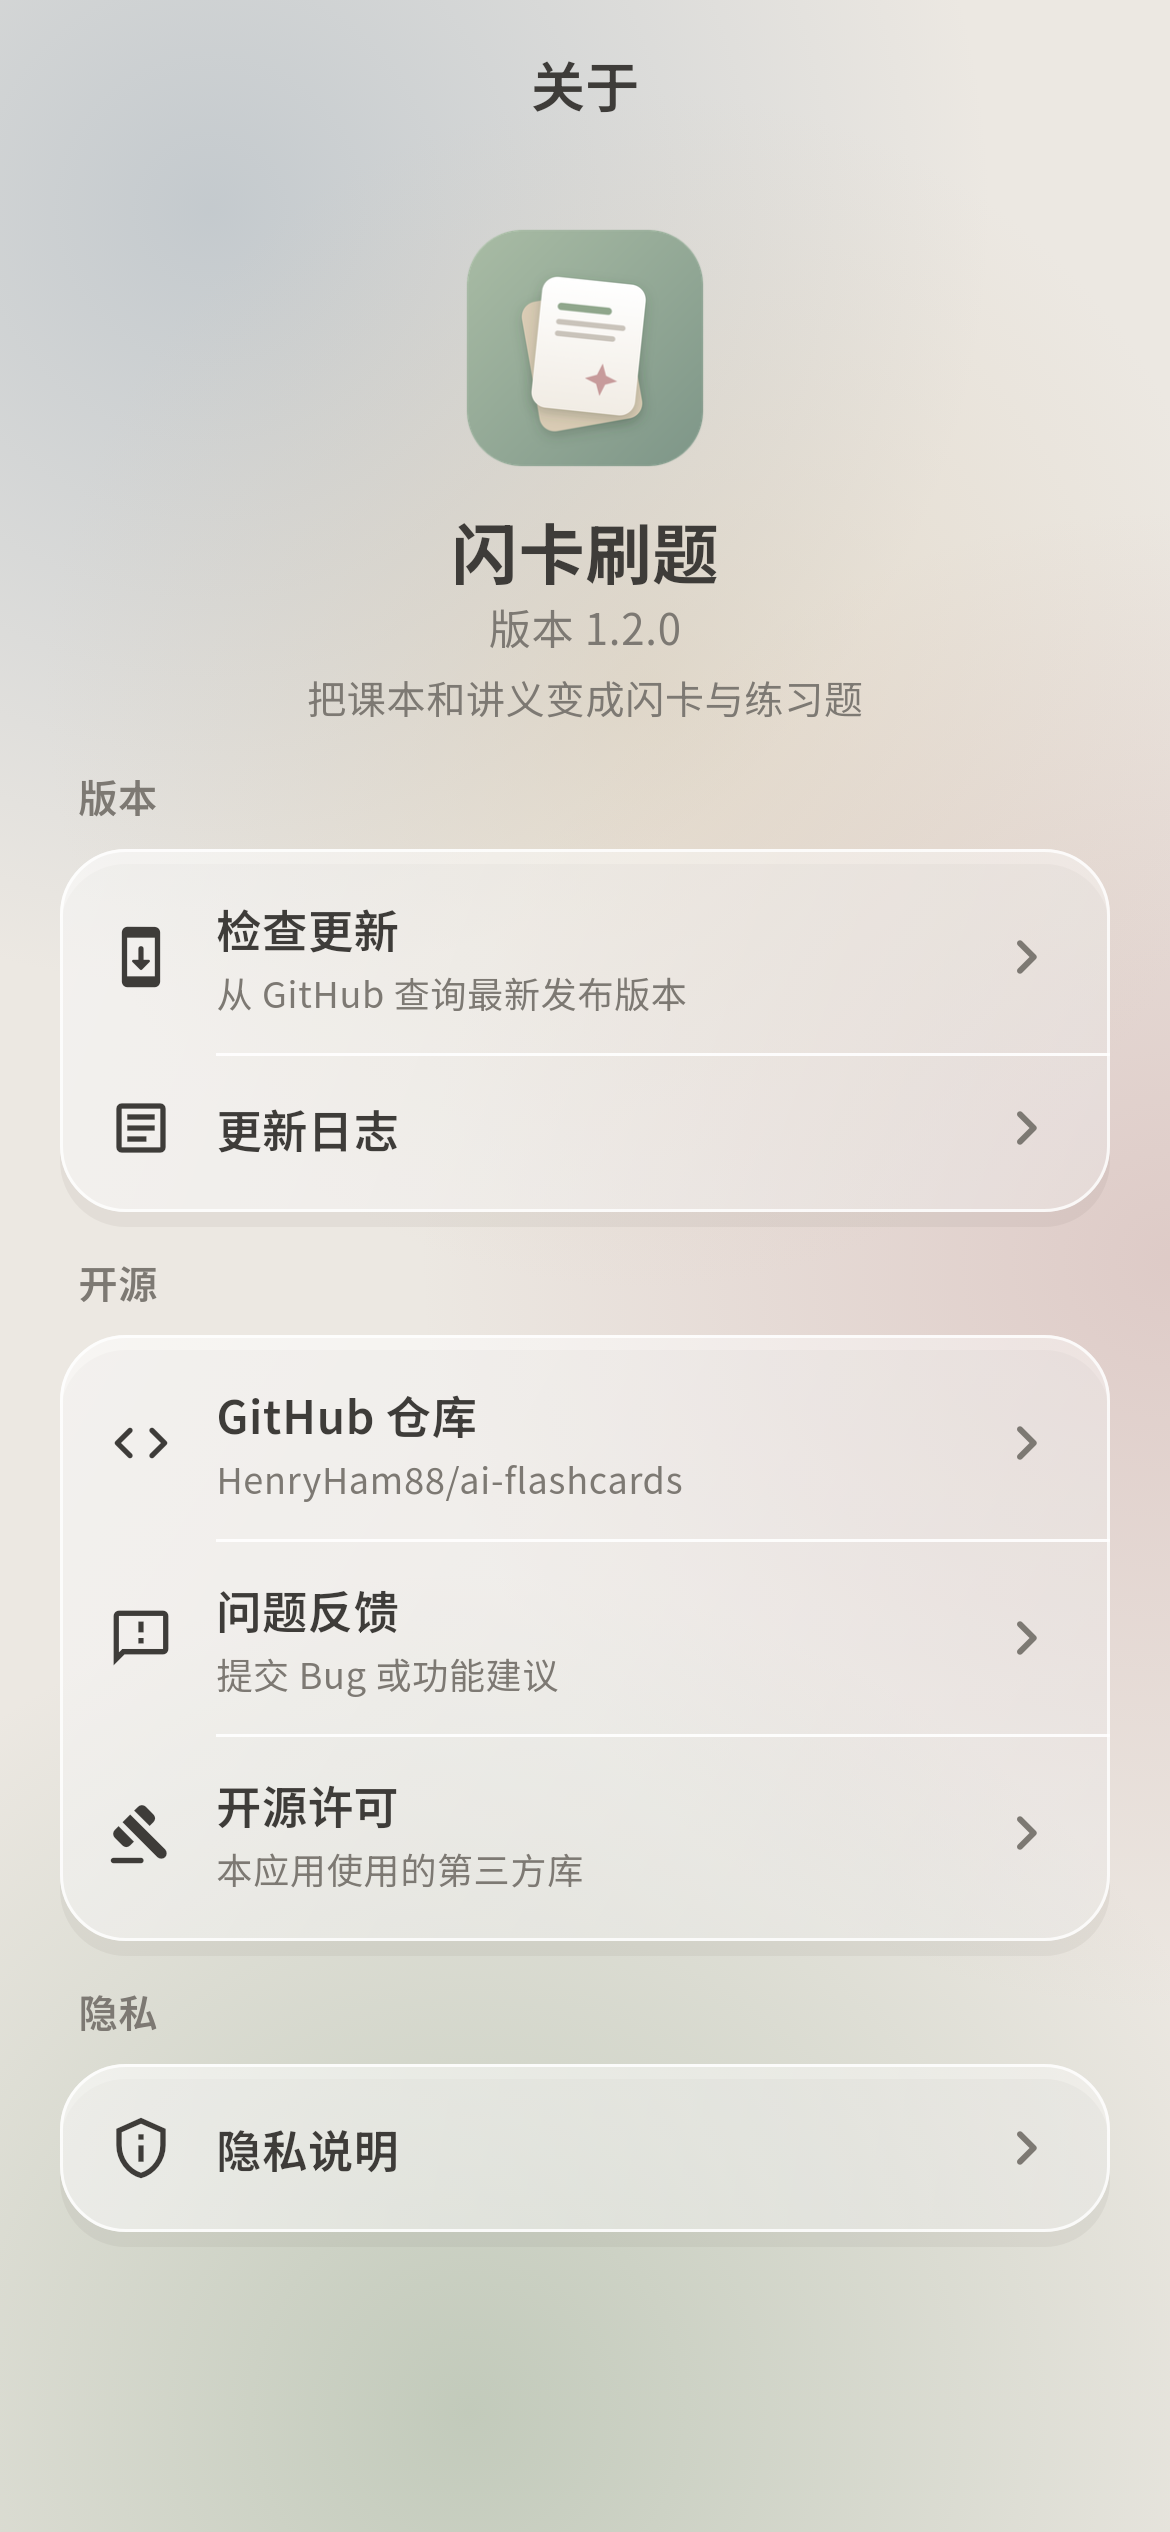 关于
闪卡刷题
版本 1.2.0
把课本和讲义变成闪卡与练习题
版本
检查更新
从 GitHub 查询最新发布版本
更新日志
开源
GitHub 仓库
HenryHam88/ai-flashcards
问题反馈
提交 Bug 或功能建议
开源许可
本应用使用的第三方库
隐私
隐私说明